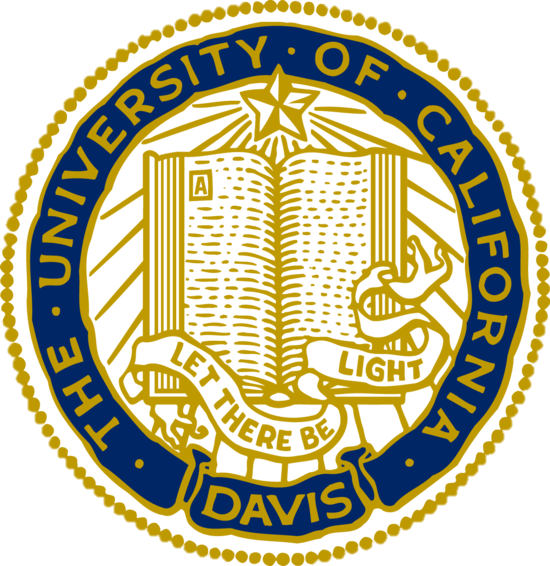 THE · UNIVERSITY · OF · CALIFORNIA
A
LET THERE BE
LIGHT
DAVIS